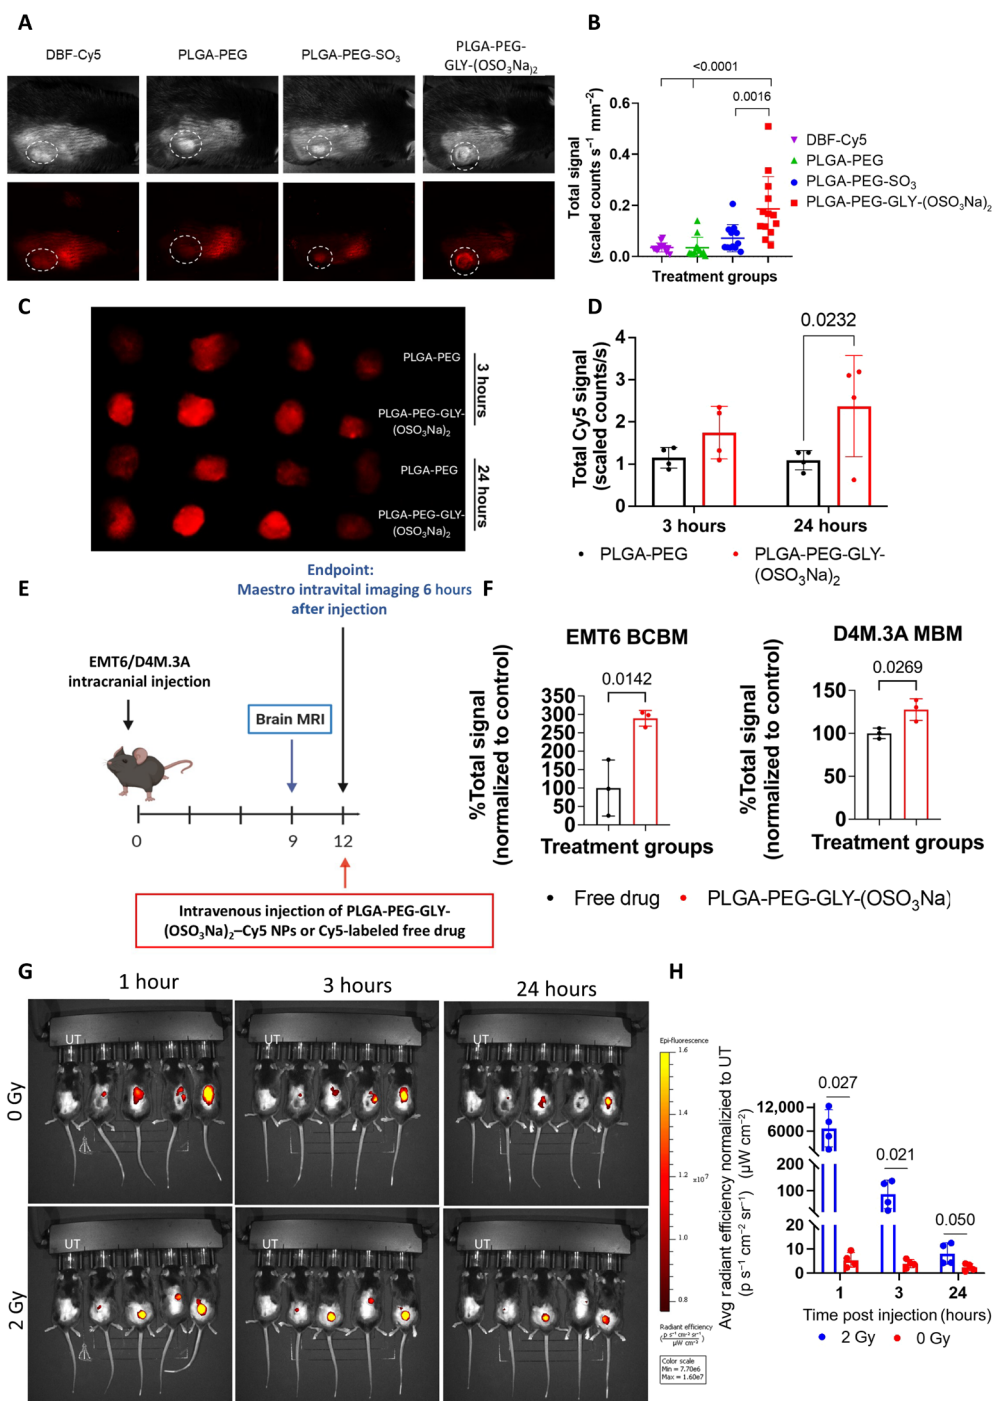 A
DBF-Cy5
PLGA-PEG
PLGA-PEG-SO₃
PLGA-PEG-
GLY-(OSO₃Na)₂
B
<0.0001
0.0016
Total signal
(scaled counts s⁻¹ mm⁻²)
0.6
0.4
0.2
0.0
Treatment groups
DBF-Cy5
PLGA-PEG
PLGA-PEG-SO₃
PLGA-PEG-GLY-(OSO₃Na)₂
C
PLGA-PEG
PLGA-PEG-GLY-
(OSO₃Na)₂
3 hours
PLGA-PEG
PLGA-PEG-GLY-
(OSO₃Na)₂
24 hours
D
0.0232
Total Cy5 signal
(scaled counts/s)
4
3
2
1
0
3 hours
24 hours
PLGA-PEG
PLGA-PEG-GLY-
(OSO₃Na)₂
E
Endpoint:
Maestro intravital imaging 6 hours
after injection
EMT6/D4M.3A
intracranial injection
Brain MRI
0
9
12
Intravenous injection of PLGA-PEG-GLY-
(OSO₃Na)₂–Cy5 NPs or Cy5-labeled free drug
F
EMT6 BCBM
0.0142
%Total signal
(normalized to control)
350
300
250
200
150
100
50
0
Treatment groups
D4M.3A MBM
0.0269
%Total signal
(normalized to control)
150
100
50
0
Treatment groups
Free drug
PLGA-PEG-GLY-(OSO₃Na)
G
1 hour
3 hours
24 hours
0 Gy
UT
UT
UT
2 Gy
UT
UT
UT
Epi-fluorescence
1.6
1.4
1.2
×10⁷
1.0
0.8
Radiant efficiency
(p s⁻¹ cm⁻² sr⁻¹ / µW cm⁻²)
Color scale
Min = 7.70e6
Max = 1.60e7
H
Avg radiant efficiency normalized to UT
(p s⁻¹ cm⁻² sr⁻¹) (µW cm⁻²)
0.027
0.021
0.050
12,000
6000
200
100
20
10
0
1
3
24
Time post injection (hours)
2 Gy
0 Gy